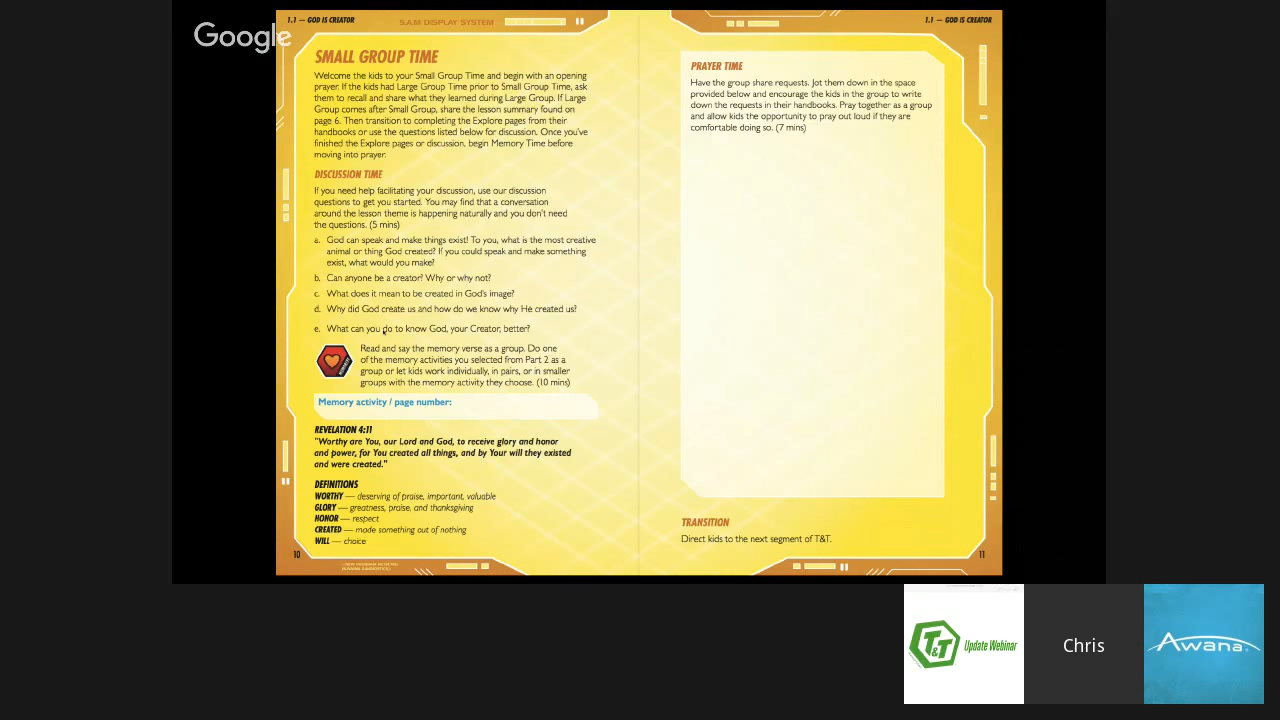 Google
1.1 — GOD IS CREATOR
S.A.M DISPLAY SYSTEM
SMALL GROUP TIME
Welcome the kids to your Small Group Time and begin with an opening
prayer. If the kids had Large Group Time prior to Small Group Time, ask
them to recall and share what they learned during Large Group. If Large
Group comes after Small Group, share the lesson summary found on
page 6. Then transition to completing the Explore pages from their
handbooks or use the questions listed below for discussion. Once you've
finished the Explore pages or discussion, begin Memory Time before
moving into prayer.
DISCUSSION TIME
If you need help facilitating your discussion, use our discussion
questions to get you started. You may find that a conversation
around the lesson theme is happening naturally and you don't need
the questions. (5 mins)
a. God can speak and make things exist! To you, what is the most creative
animal or thing God created? If you could speak and make something
exist, what would you make?
b. Can anyone be a creator? Why or why not?
c. What does it mean to be created in God's image?
d. Why did God create us and how do we know why He created us?
e. What can you do to know God, your Creator, better?
Read and say the memory verse as a group. Do one
of the memory activities you selected from Part 2 as a
group or let kids work individually, in pairs, or in smaller
groups with the memory activity they choose. (10 mins)
Memory activity / page number:
REVELATION 4:11
"Worthy are You, our Lord and God, to receive glory and honor
and power, for You created all things, and by Your will they existed
and were created."
DEFINITIONS
WORTHY — deserving of praise, important, valuable
GLORY — greatness, praise, and thanksgiving
HONOR — respect
CREATED — made something out of nothing
WILL — choice
10
1.1 — GOD IS CREATOR
PRAYER TIME
Have the group share requests. Jot them down in the space
provided below and encourage the kids in the group to write
down the requests in their handbooks. Pray together as a group
and allow kids the opportunity to pray out loud if they are
comfortable doing so. (7 mins)
TRANSITION
Direct kids to the next segment of T&T.
11
T&T Update Webinar
Chris
AWANA